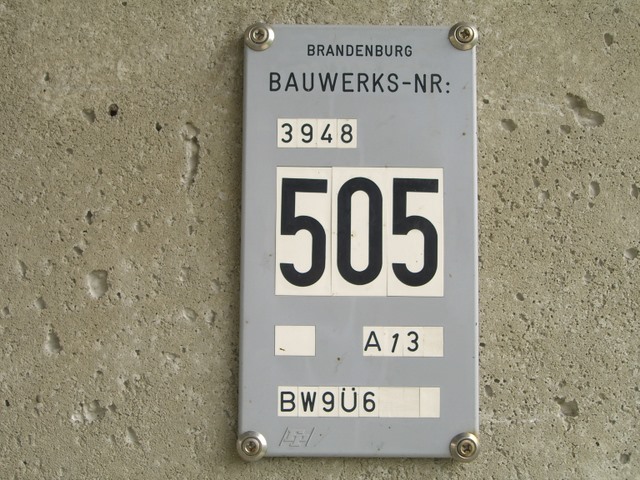 BRANDENBURG
BAUWERKS-NR:
3948
505
A13
BW9Ü6